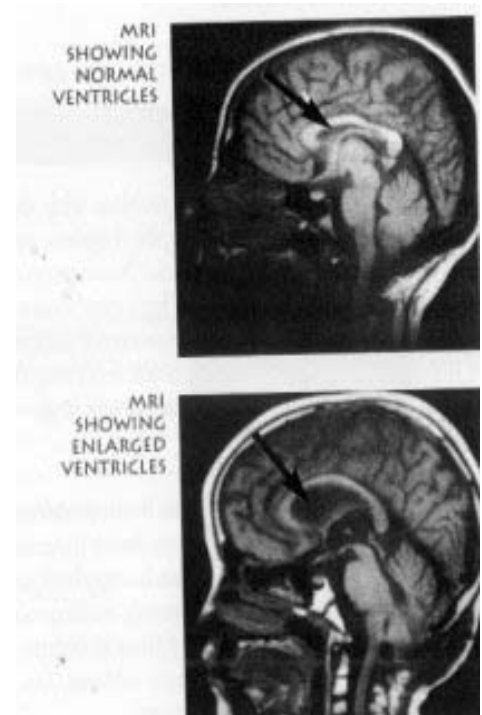 MRI
SHOWING
NORMAL
VENTRICLES
MRI
SHOWING
ENLARGED
VENTRICLES